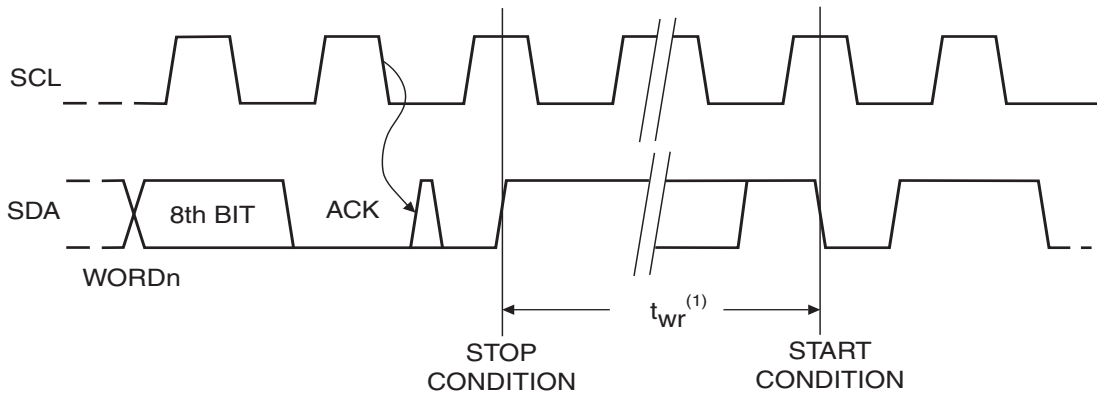 SCL
SDA
8th BIT
ACK
WORDn
twr(1)
STOP
CONDITION
START
CONDITION